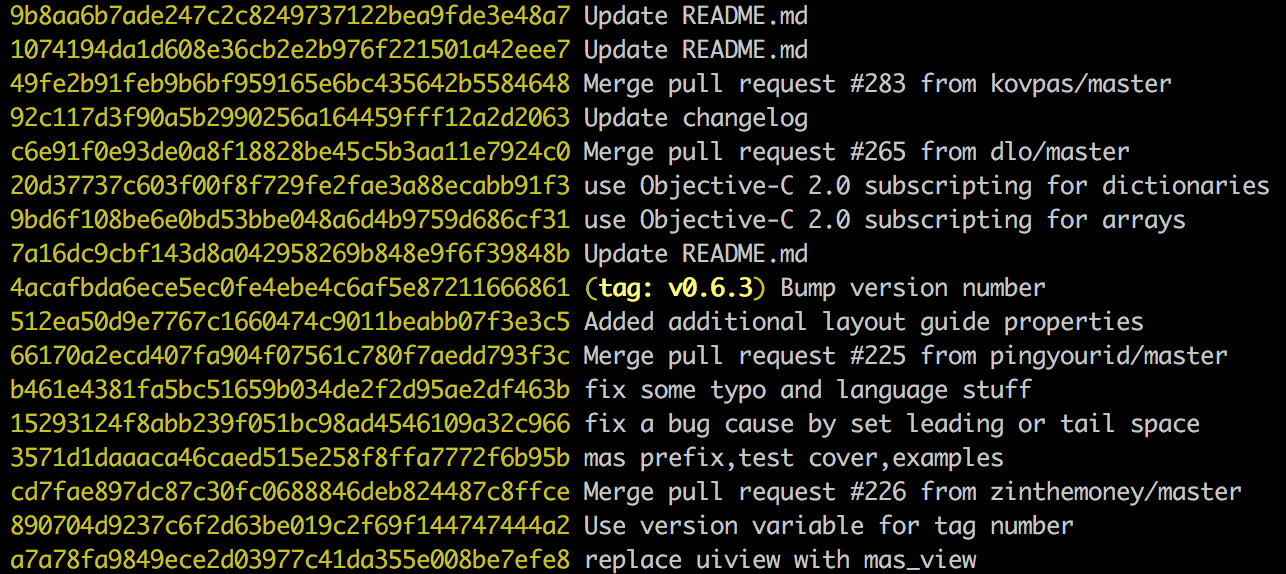 9b8aa6b7ade247c2c8249737122bea9fde3e48a7 Update README.md
1074194da1d608e36cb2e2b976f221501a42eee7 Update README.md
49fe2b91feb9b6bf959165e6bc435642b5584648 Merge pull request #283 from kovpas/master
92c117d3f90a5b2990256a164459fff12a2d2063 Update changelog
c6e91f0e93de0a8f18828be45c5b3aa11e7924c0 Merge pull request #265 from dlo/master
20d37737c603f00f8f729fe2fae3a88ecabb91f3 use Objective-C 2.0 subscripting for dictionaries
9bd6f108be6e0bd53bbe048a6d4b9759d686cf31 use Objective-C 2.0 subscripting for arrays
7a16dc9cbf143d8a042958269b848e9f6f39848b Update README.md
4acafbda6ece5ec0fe4ebe4c6af5e87211666861 (tag: v0.6.3) Bump version number
512ea50d9e7767c1660474c9011beabb07f3e3c5 Added additional layout guide properties
66170a2ecd407fa904f07561c780f7aedd793f3c Merge pull request #225 from pingyourid/master
b461e4381fa5bc51659b034de2f2d95ae2df463b fix some typo and language stuff
15293124f8abb239f051bc98ad4546109a32c966 fix a bug cause by set leading or tail space
3571d1daaaca46caed515e258f8ffa7772f6b95b mas prefix,test cover,examples
cd7fae897dc87c30fc0688846deb824487c8ffce Merge pull request #226 from zinthemoney/master
890704d9237c6f2d63be019c2f69f144747444a2 Use version variable for tag number
a7a78fa9849ece2d03977c41da355e008be7efe8 replace uiview with mas_view